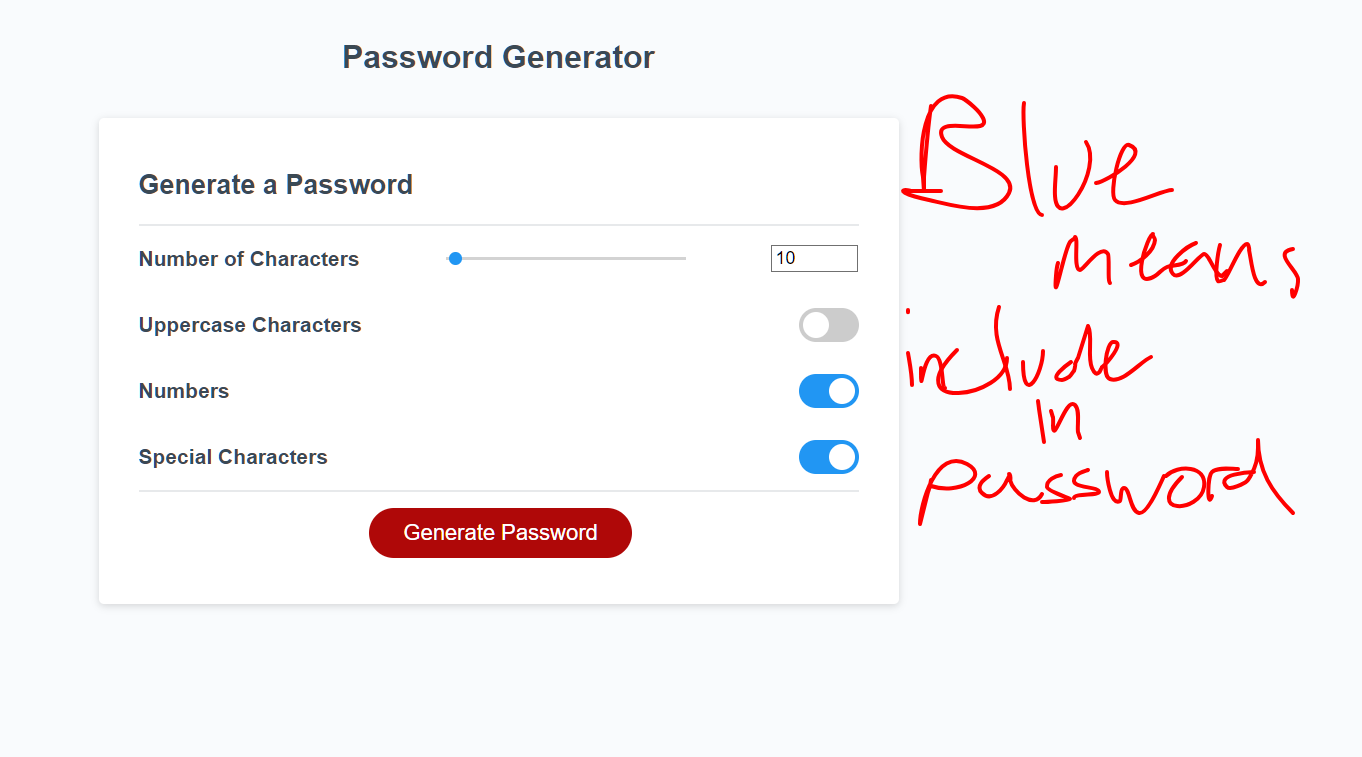 Password Generator
Generate a Password
Number of Characters 10
Uppercase Characters
Numbers
Special Characters
Generate Password
Blue
means
include
in
password